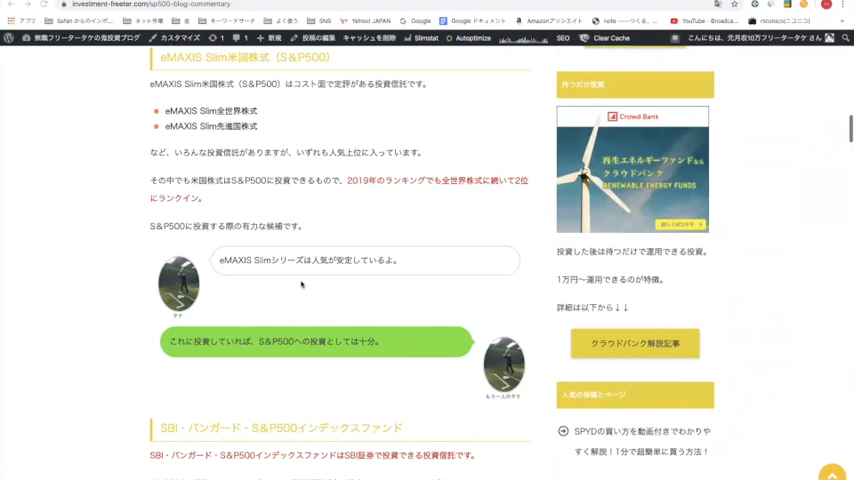 investment-freeter.com/sp500-blog-commentary
アプリ Safari からのインポ... ネット作業 金 キーワードサーチ よく使う SNS Yahoo! JAPAN Google Google ドキュメント Amazonアソシエイト note ——つくる、... YouTube - Broadca... niconico(ニコニコ)
無職フリータータケの鬼投資ブログ カスタマイズ 1 1 新規 投稿の編集 キャッシュを削除 Slimstat Autoptimize SEO Clear Cache こんにちは、元月収10万フリータータケ さん
eMAXIS Slim米国株式（S＆P500）
eMAXIS Slim米国株式（S＆P500）はコスト面で定評がある投資信託です。
eMAXIS Slim全世界株式
eMAXIS Slim先進国株式
など、いろんな投資信託がありますが、いずれも人気上位に入っています。
その中でも米国株式はS＆P500に投資できるもので、2019年のランキングでも全世界株式に続いて2位
にランクイン。
S＆P500に投資する際の有力な候補です。
eMAXIS Slimシリーズは人気が安定しているよ。
タケ
これに投資していれば、S＆P500への投資としては十分。
もう一人のタケ
SBI・バンガード・S＆P500インデックスファンド
SBI・バンガード・S＆P500インデックスファンドはSBI証券で投資できる投資信託です。
待つだけ投資
Crowd Bank
再生エネルギーファンドなら
クラウドバンク
RENEWABLE ENERGY FUNDS
詳しくはコチラ
投資した後は待つだけで運用できる投資。
1万円〜運用できるのが特徴。
詳細は以下から↓↓
クラウドバンク解説記事
人気の投稿とページ
SPYDの買い方を動画付きでわかりや
すく解説！1分で超簡単に買う方法！